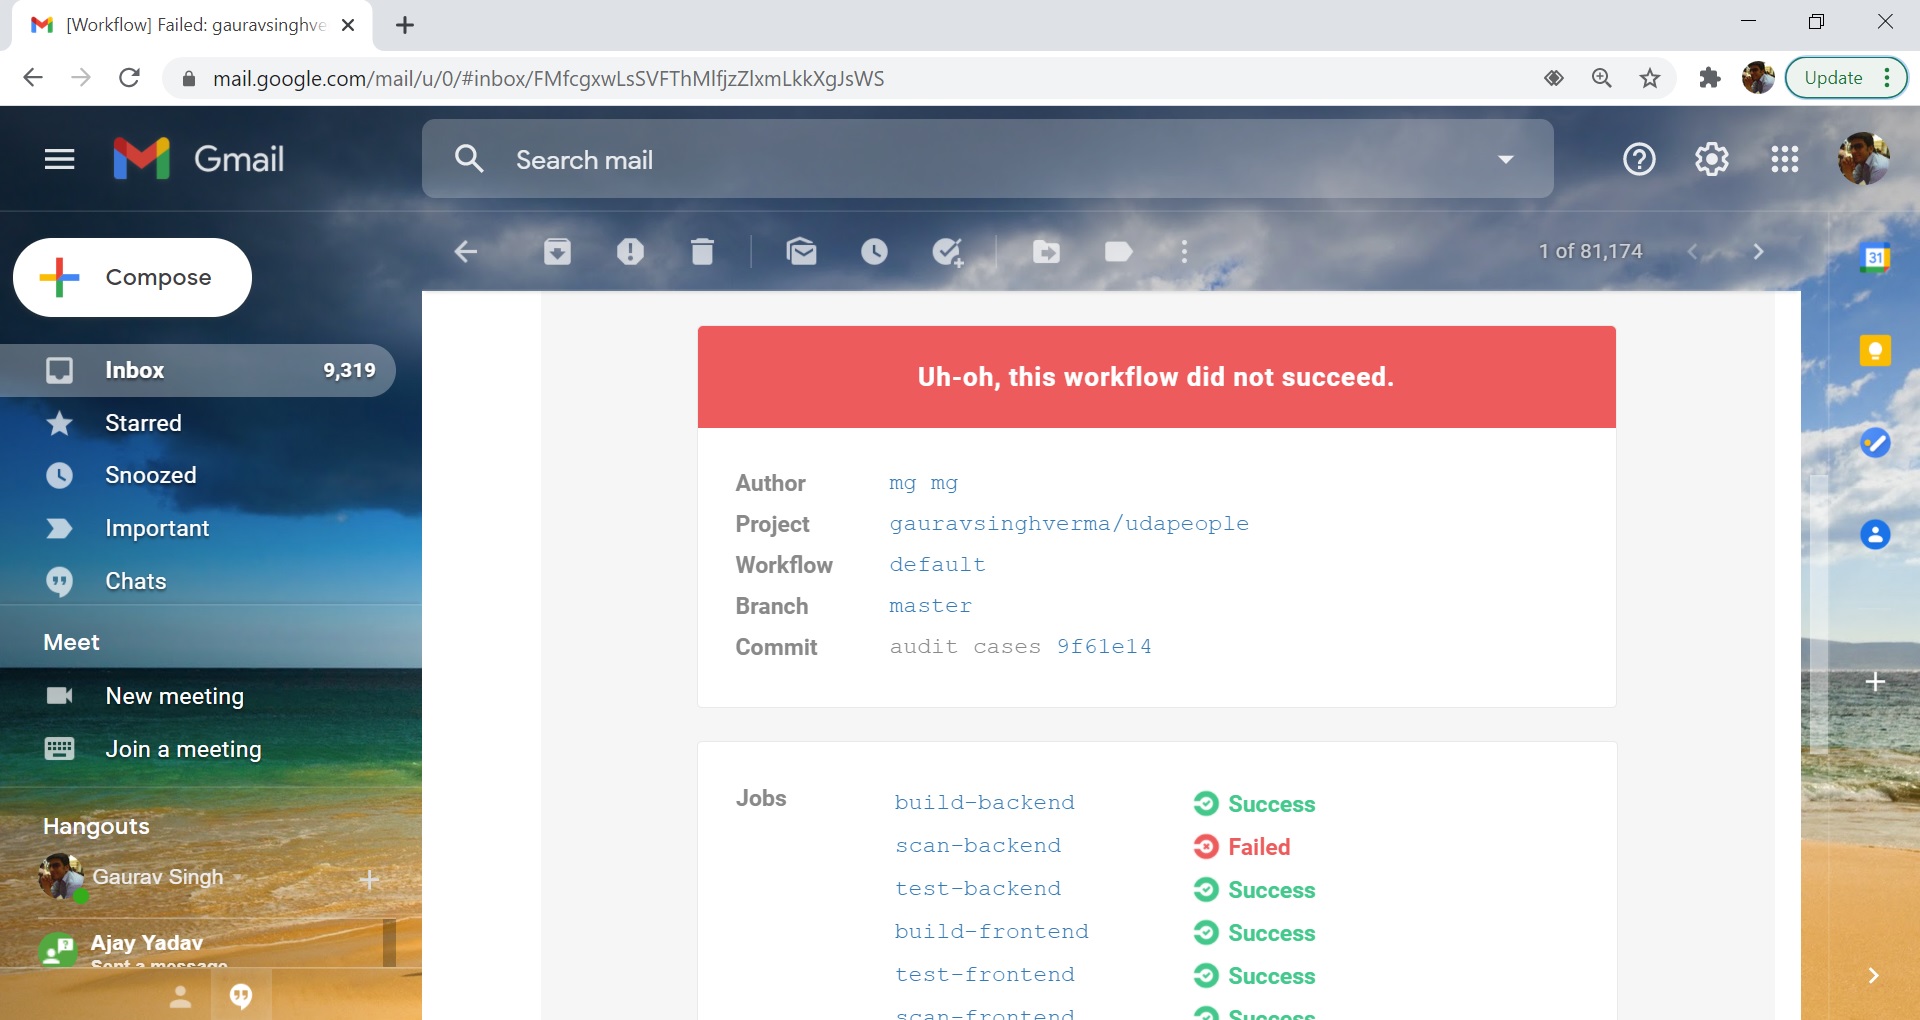 [Workflow] Failed: gauravsinghve
mail.google.com/mail/u/0/#inbox/FMfcgxwLsSVFThMlfjzZlxmLkkXgJsWS
Update
Gmail
Search mail
Compose
1 of 81,174
31
Inbox 9,319
Starred
Snoozed
Important
Chats
Meet
New meeting
Join a meeting
Hangouts
Gaurav Singh
Ajay Yadav
Sent a message
Uh-oh, this workflow did not succeed.
Author mg mg
Project gauravsinghverma/udapeople
Workflow default
Branch master
Commit audit cases 9f61e14
Jobs build-backend Success
scan-backend Failed
test-backend Success
build-frontend Success
test-frontend Success
scan-frontend Success